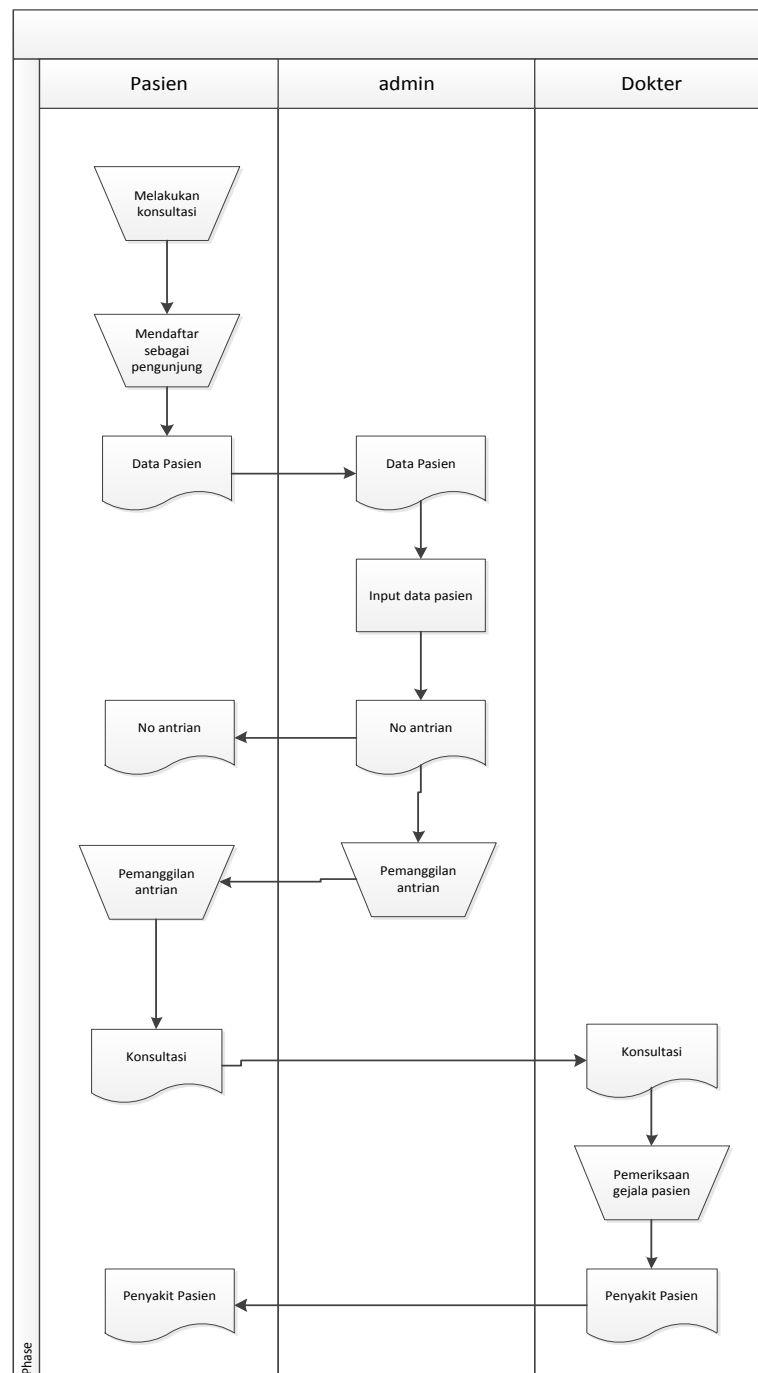 Pasien
admin
Dokter
Melakukan
konsultasi
Mendaftar
sebagai
pengunjung
Data Pasien
Data Pasien
Input data pasien
No antrian
No antrian
Pemanggilan
antrian
Pemanggilan
antrian
Konsultasi
Konsultasi
Pemeriksaan
gejala pasien
Penyakit Pasien
Penyakit Pasien
Phase